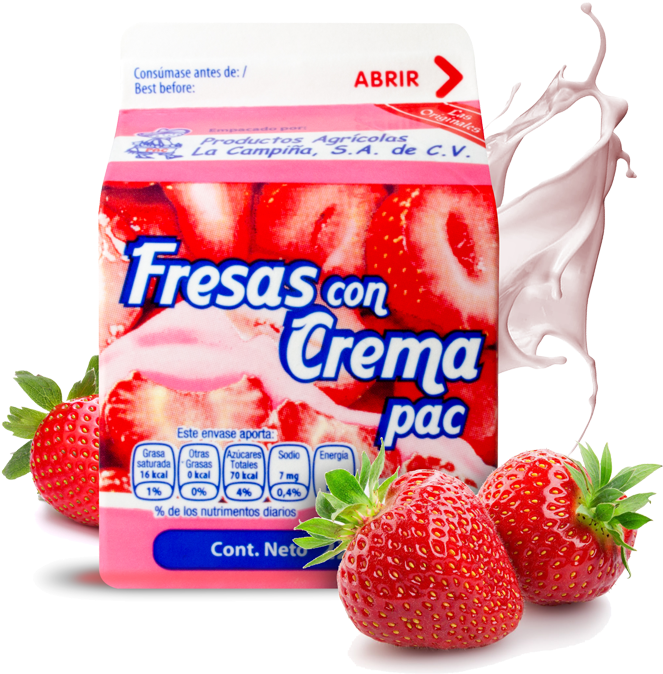 Consúmase antes de: /
Best before:
ABRIR
Las
Originales
Empacado por:
Productos Agrícolas
La Campiña, S.A. de C.V.
Fresas con
Crema
pac
Este envase aporta:
Grasa saturada 16 kcal 1%
Otras Grasas 0 kcal 0%
Azúcares Totales 70 kcal 4%
Sodio 7 mg 0,4%
Energía
% de los nutrimentos diarios
Cont. Neto